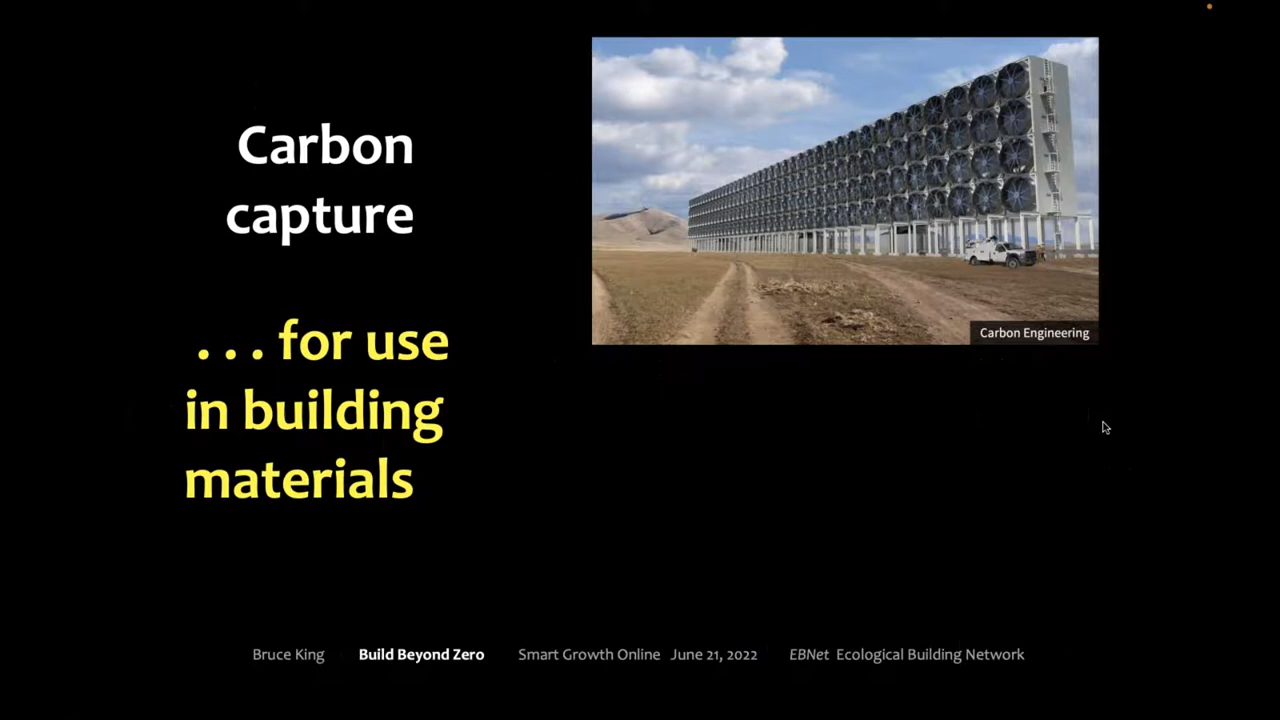 Carbon
capture
. . . for use
in building
materials
Carbon Engineering
Bruce King Build Beyond Zero Smart Growth Online June 21, 2022 EBNet Ecological Building Network